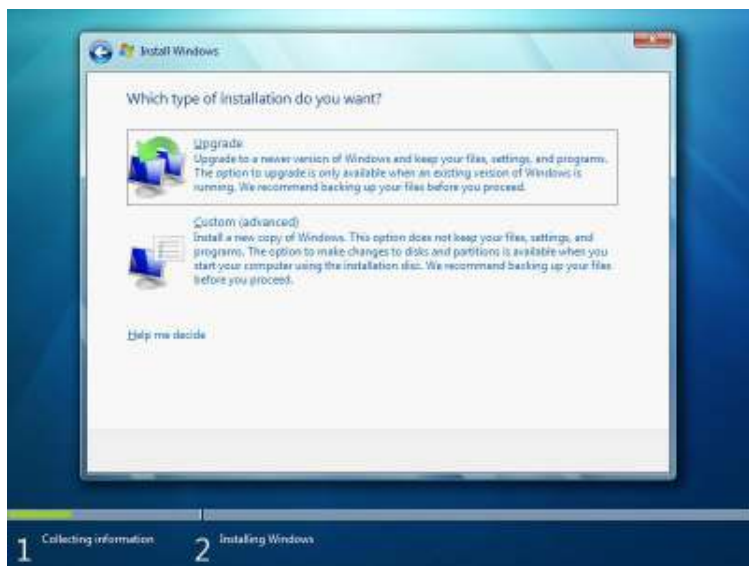 Install Windows
Which type of installation do you want?
Upgrade
Upgrade to a newer version of Windows and keep your files, settings, and programs.
The option to upgrade is only available when an existing version of Windows is
running. We recommend backing up your files before you proceed.
Custom (advanced)
Install a new copy of Windows. This option does not keep your files, settings, and
programs. The option to make changes to disks and partitions is available when you
start your computer using the installation disc. We recommend backing up your files
before you proceed.
Help me decide
1 Collecting information 2 Installing Windows